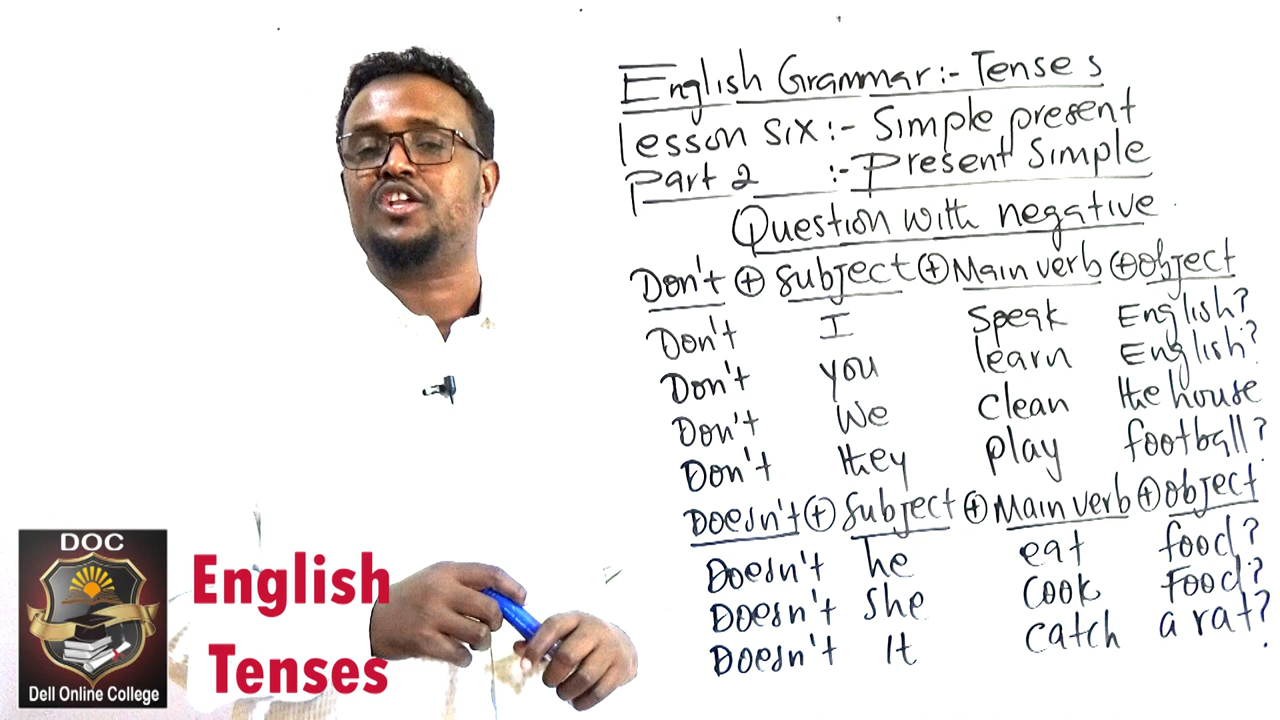 English Grammar:- Tenses
Lesson six:- Simple present
Part 2 :- Present Simple
Question with negative
Don't + Subject + Main verb + object
Don't I speak English?
Don't you learn English?
Don't We clean the house
Don't they play football?
Doesn't + Subject + Main verb + object
Doesn't he eat food?
Doesn't she cook Food?
Doesn't It catch a rat?
DOC
Dell Online College
English
Tenses